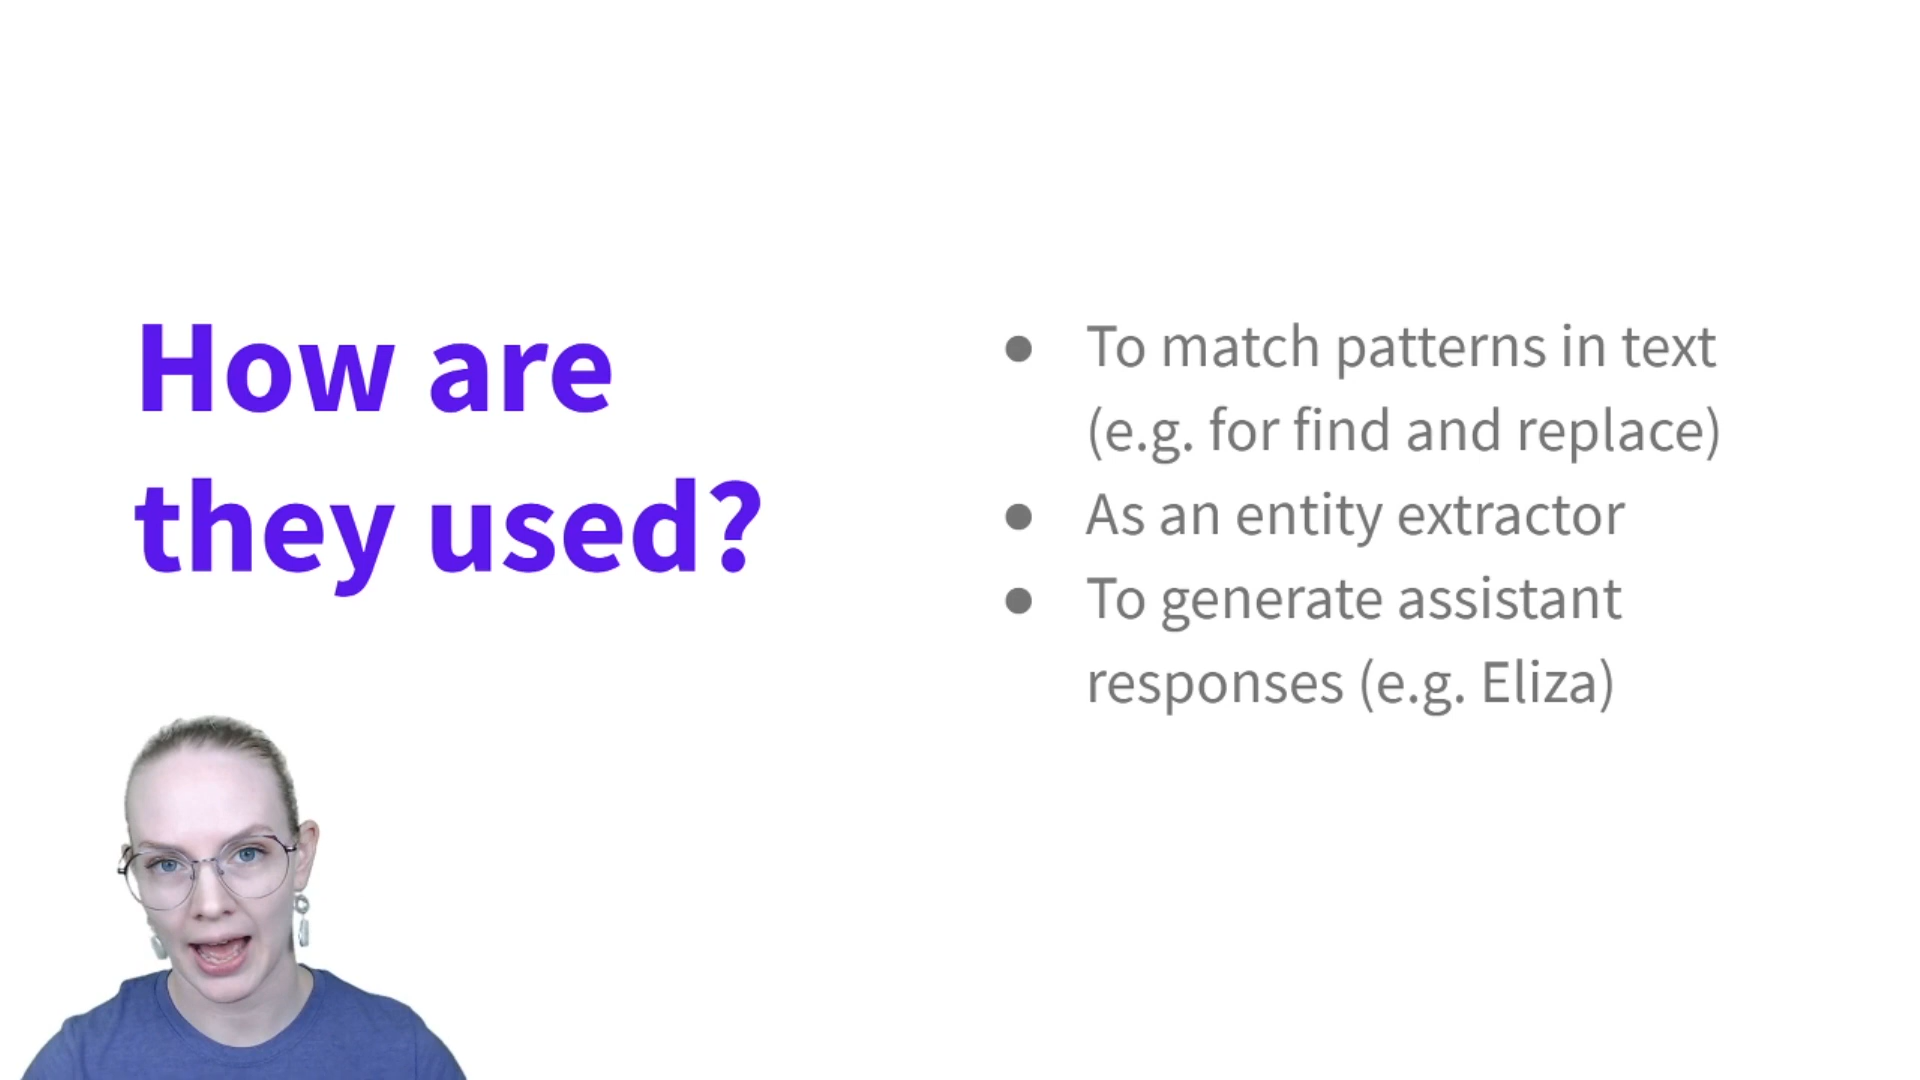 How are
they used?
● To match patterns in text
(e.g. for find and replace)
● As an entity extractor
● To generate assistant
responses (e.g. Eliza)